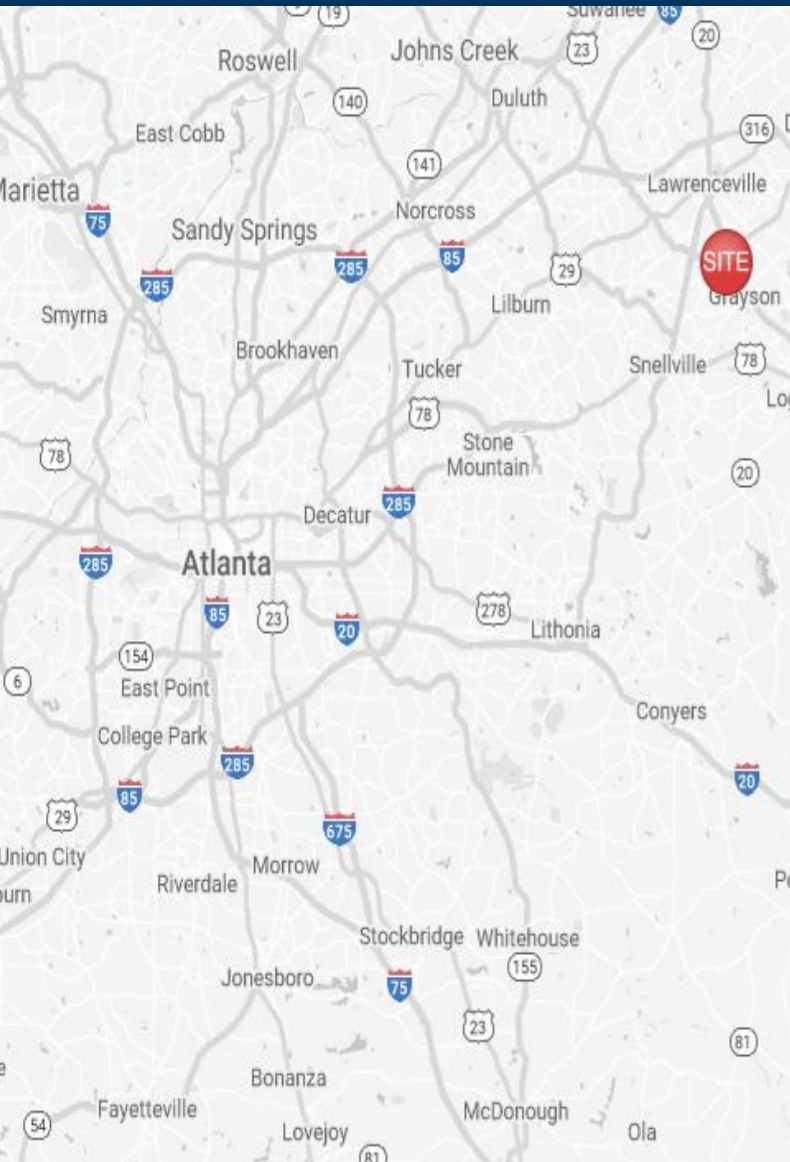 19
Suwanee
85
20
Roswell
Johns Creek
23
140
Duluth
East Cobb
316
141
Lawrenceville
Marietta
75
Norcross
Sandy Springs
285
285
85
29
SITE
Smyrna
Lilburn
Grayson
Brookhaven
Tucker
Snellville
78
78
Stone
Mountain
78
20
285
Decatur
285
Atlanta
85
23
20
278
Lithonia
154
6
East Point
Conyers
College Park
285
20
85
29
675
Union City
Morrow
Riverdale
Stockbridge
Whitehouse
155
Jonesboro
75
23
81
Bonanza
54
Fayetteville
McDonough
Lovejoy
Ola
81